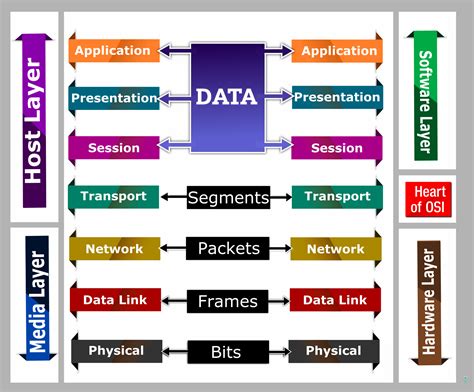 Host Layer
Media Layer
Application
Presentation
Session
DATA
Application
Presentation
Session
Transport
Segments
Transport
Network
Packets
Network
Data Link
Frames
Data Link
Physical
Bits
Physical
Software Layer
Heart
of OSI
Hardware Layer